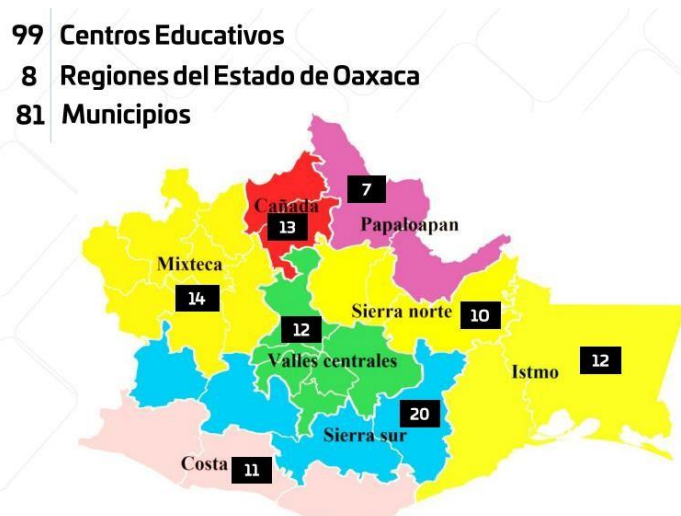 99 Centros Educativos
8 Regiones del Estado de Oaxaca
81 Municipios
7
Cañada
Papaloapan
13
Mixteca
14
Sierra norte
10
12
Valles centrales
Istmo
12
20
Sierra sur
Costa
11